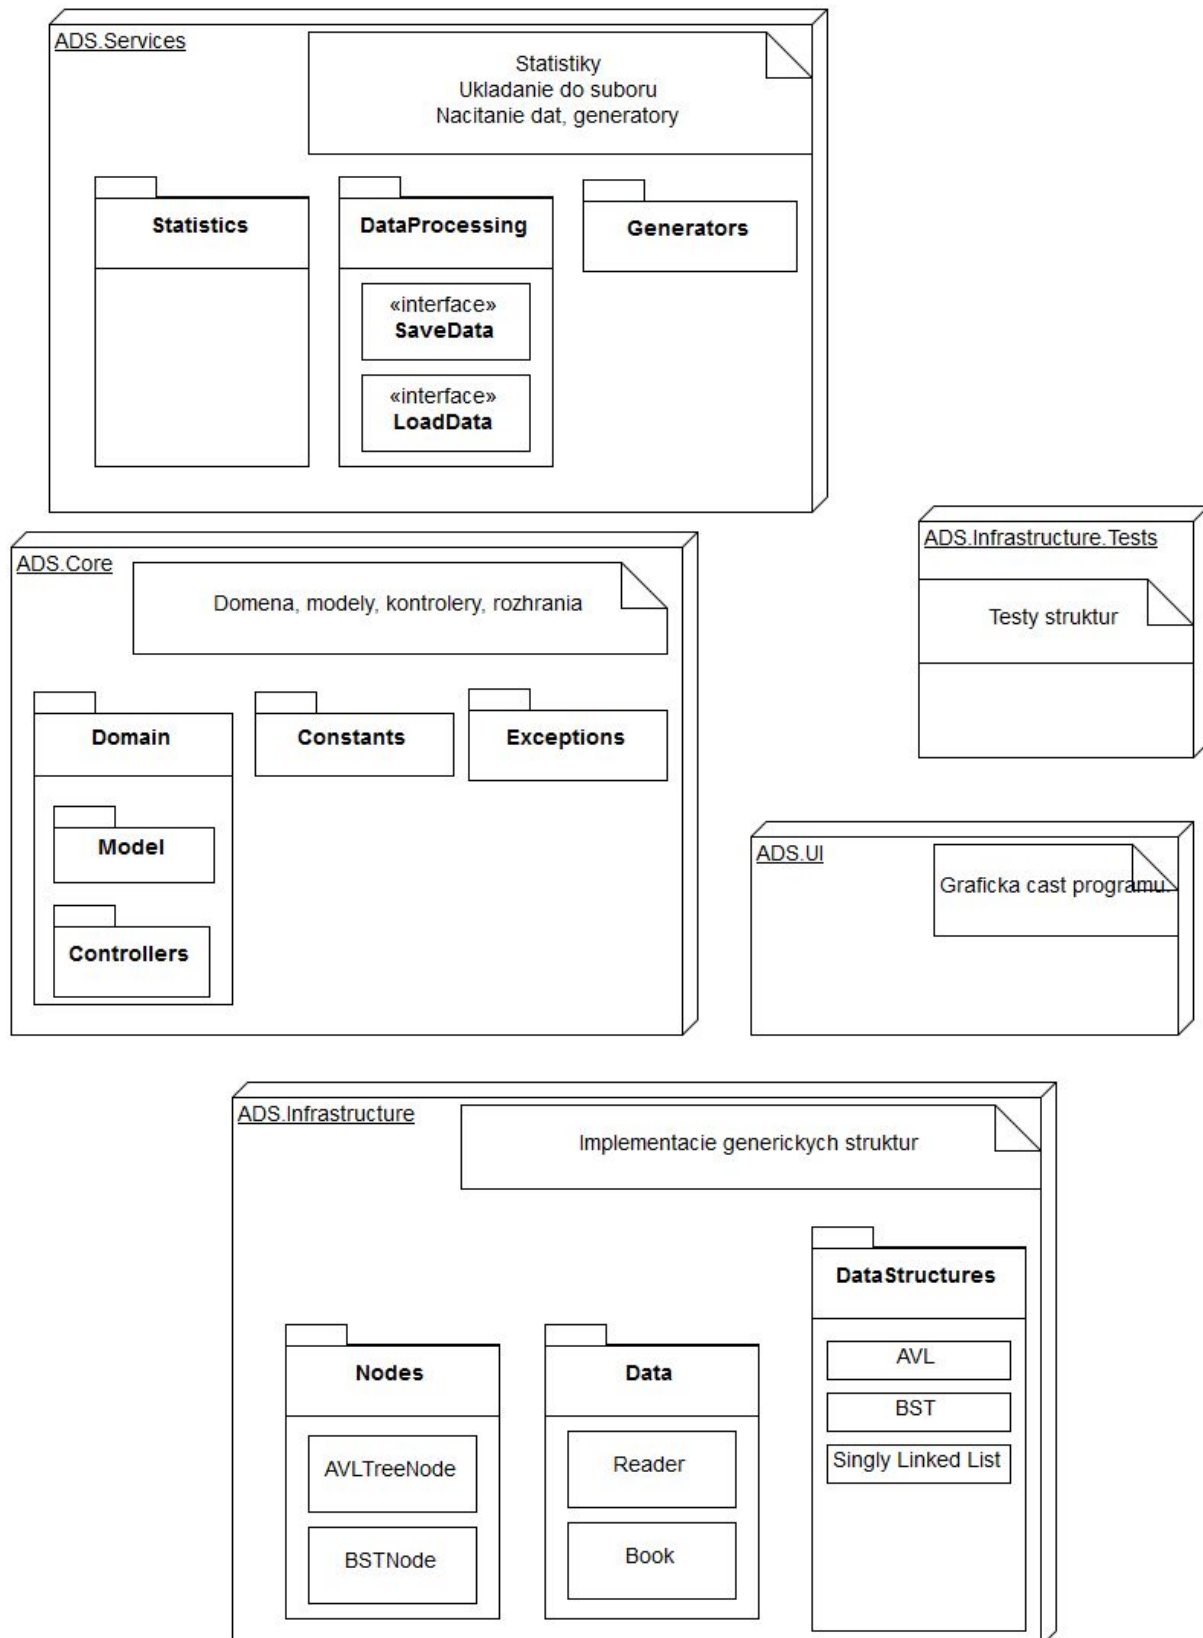 ADS.Services
Statistiky
Ukladanie do suboru
Nacitanie dat, generatory
Statistics
DataProcessing
Generators
«interface»
SaveData
«interface»
LoadData
ADS.Core
Domena, modely, kontrolery, rozhrania
Domain
Constants
Exceptions
Model
Controllers
ADS.Infrastructure.Tests
Testy struktur
ADS.UI
Graficka cast programu.
ADS.Infrastructure
Implementacie generickych struktur
Nodes
AVLTreeNode
BSTNode
Data
Reader
Book
DataStructures
AVL
BST
Singly Linked List